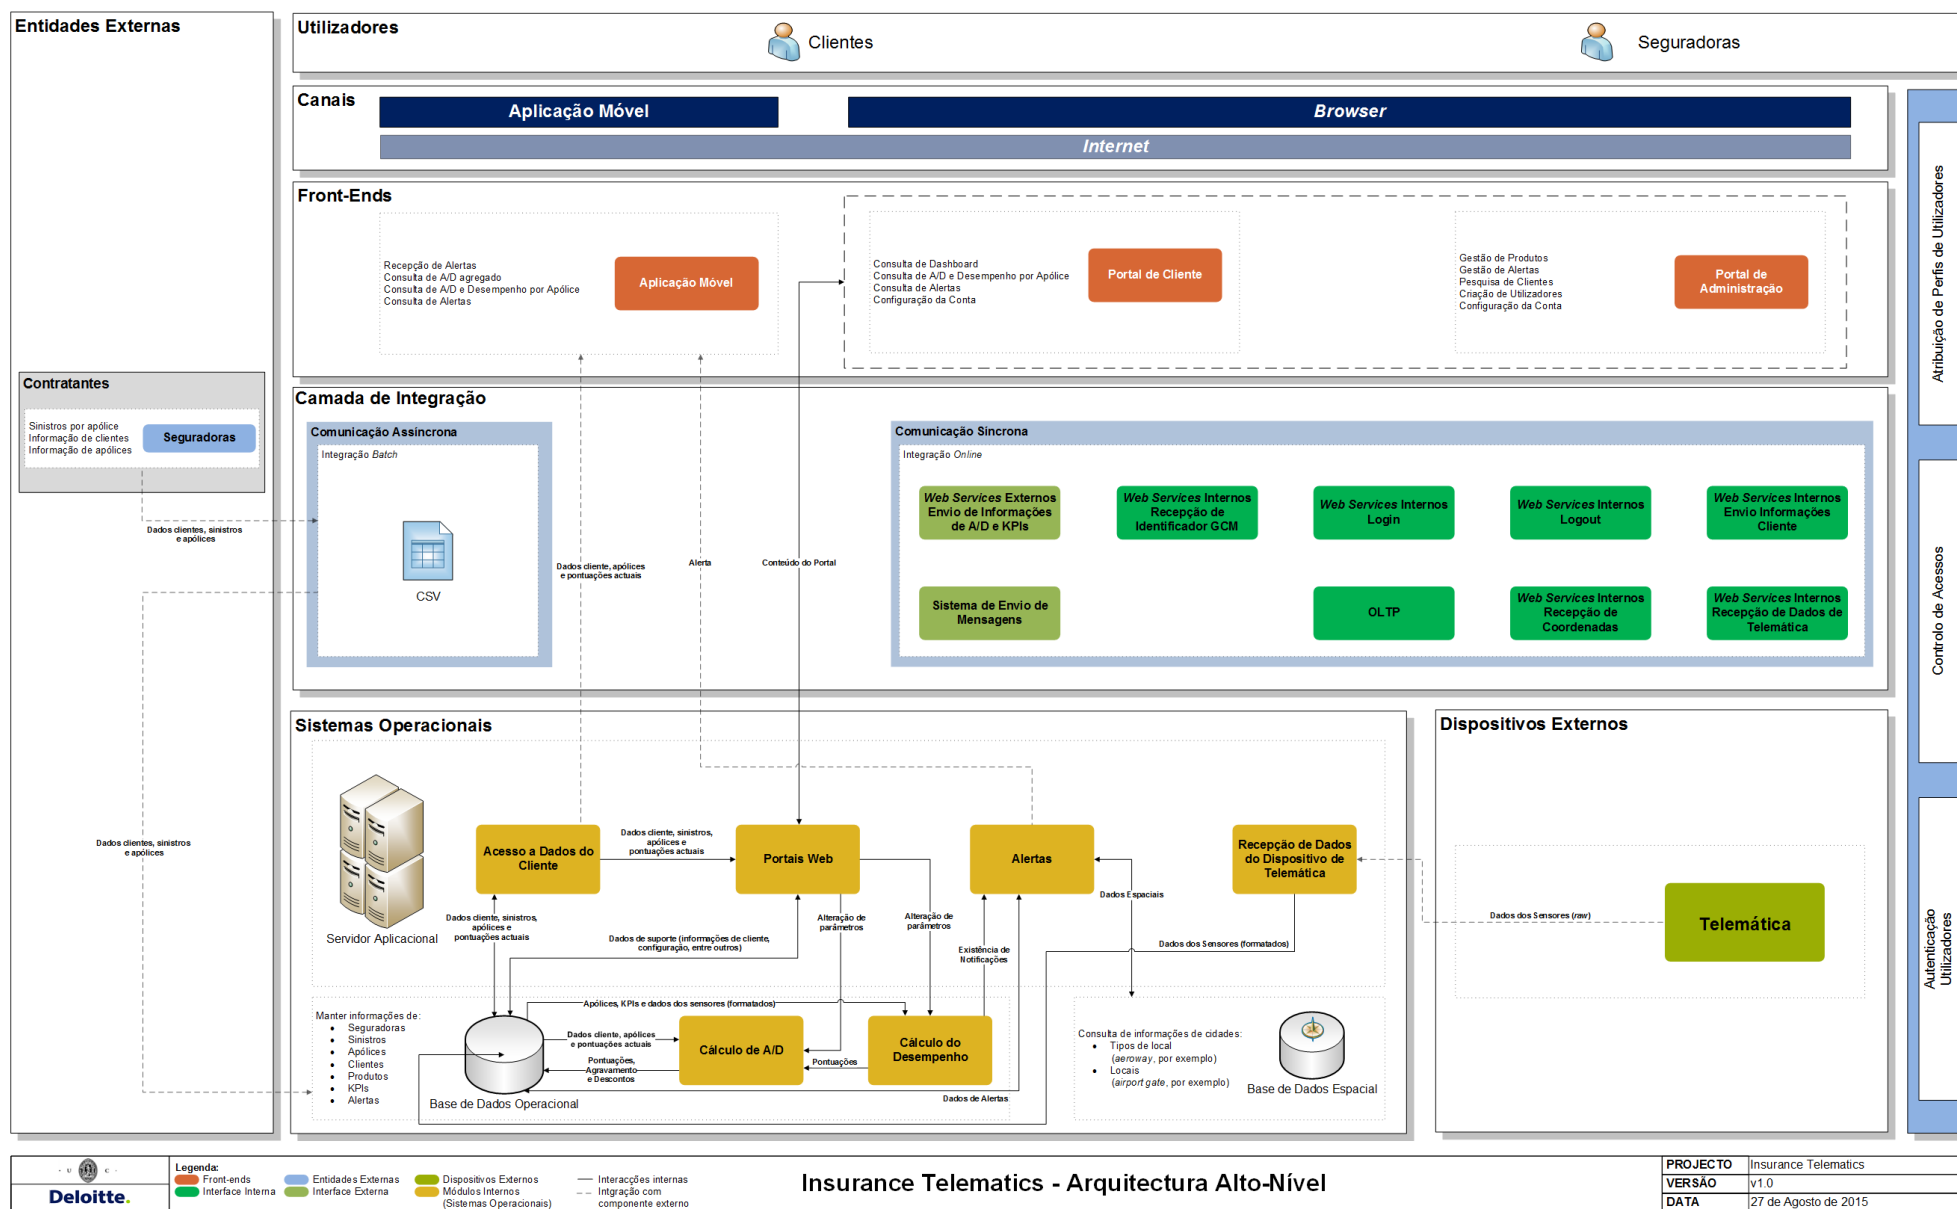 Entidades Externas
Contratantes
Sinistros por apólice
Informação de clientes
Informação de apólices
Seguradoras
Dados clientes, sinistros
e apólices
Dados clientes, sinistros
e apólices
Utilizadores
Clientes
Seguradoras
Canais
Aplicação Móvel
Browser
Internet
Front-Ends
Recepção de Alertas
Consulta de A/D agregado
Consulta de A/D e Desempenho por Apólice
Consulta de Alertas
Aplicação Móvel
Consulta de Dashboard
Consulta de A/D e Desempenho por Apólice
Consulta de Alertas
Configuração da Conta
Portal de Cliente
Gestão de Produtos
Gestão de Alertas
Pesquisa de Clientes
Criação de Utilizadores
Configuração da Conta
Portal de
Administração
Camada de Integração
Comunicação Assíncrona
Integração Batch
CSV
Dados cliente, apólices
e pontuações actuais
Alerta
Conteúdo do Portal
Comunicação Síncrona
Integração Online
Web Services Externos
Envio de Informações
de A/D e KPIs
Web Services Internos
Recepção de
Identificador GCM
Web Services Internos
Login
Web Services Internos
Logout
Web Services Internos
Envio Informações
Cliente
Sistema de Envio de
Mensagens
OLTP
Web Services Internos
Recepção de
Coordenadas
Web Services Internos
Recepção de Dados de
Telemática
Sistemas Operacionais
Servidor Aplicacional
Acesso a Dados do
Cliente
Dados cliente, sinistros,
apólices e
pontuações actuais
Portais Web
Alertas
Recepção de Dados
do Dispositivo de
Telemática
Dados cliente, sinistros,
apólices e
pontuações actuais
Dados de suporte (informações de cliente,
configuração, entre outros)
Alteração de
parâmetros
Alteração de
parâmetros
Existência de
Notificações
Dados Espaciais
Dados dos Sensores (formatados)
Manter informações de:
• Seguradoras
• Sinistros
• Apólices
• Clientes
• Produtos
• KPIs
• Alertas
Base de Dados Operacional
Apólices, KPIs e dados dos sensores (formatados)
Dados cliente, apólices
e pontuações actuais
Pontuações,
Agravamento
e Descontos
Cálculo de A/D
Pontuações
Cálculo do
Desempenho
Dados de Alertas
Consulta de informações de cidades:
• Tipos de local
(aeroway, por exemplo)
• Locais
(airport gate, por exemplo)
Base de Dados Espacial
Dispositivos Externos
Dados dos Sensores (raw)
Telemática
Atribuição de Perfis de Utilizadores
Controlo de Acessos
Autenticação
Utilizadores
· U C ·
Deloitte.
Legenda:
Front-ends
Interface Interna
Entidades Externas
Interface Externa
Dispositivos Externos
Módulos Internos
(Sistemas Operacionais)
Interacções internas
Intgração com
componente externo
Insurance Telematics - Arquitectura Alto-Nível
PROJECTO Insurance Telematics
VERSÃO v1.0
DATA 27 de Agosto de 2015